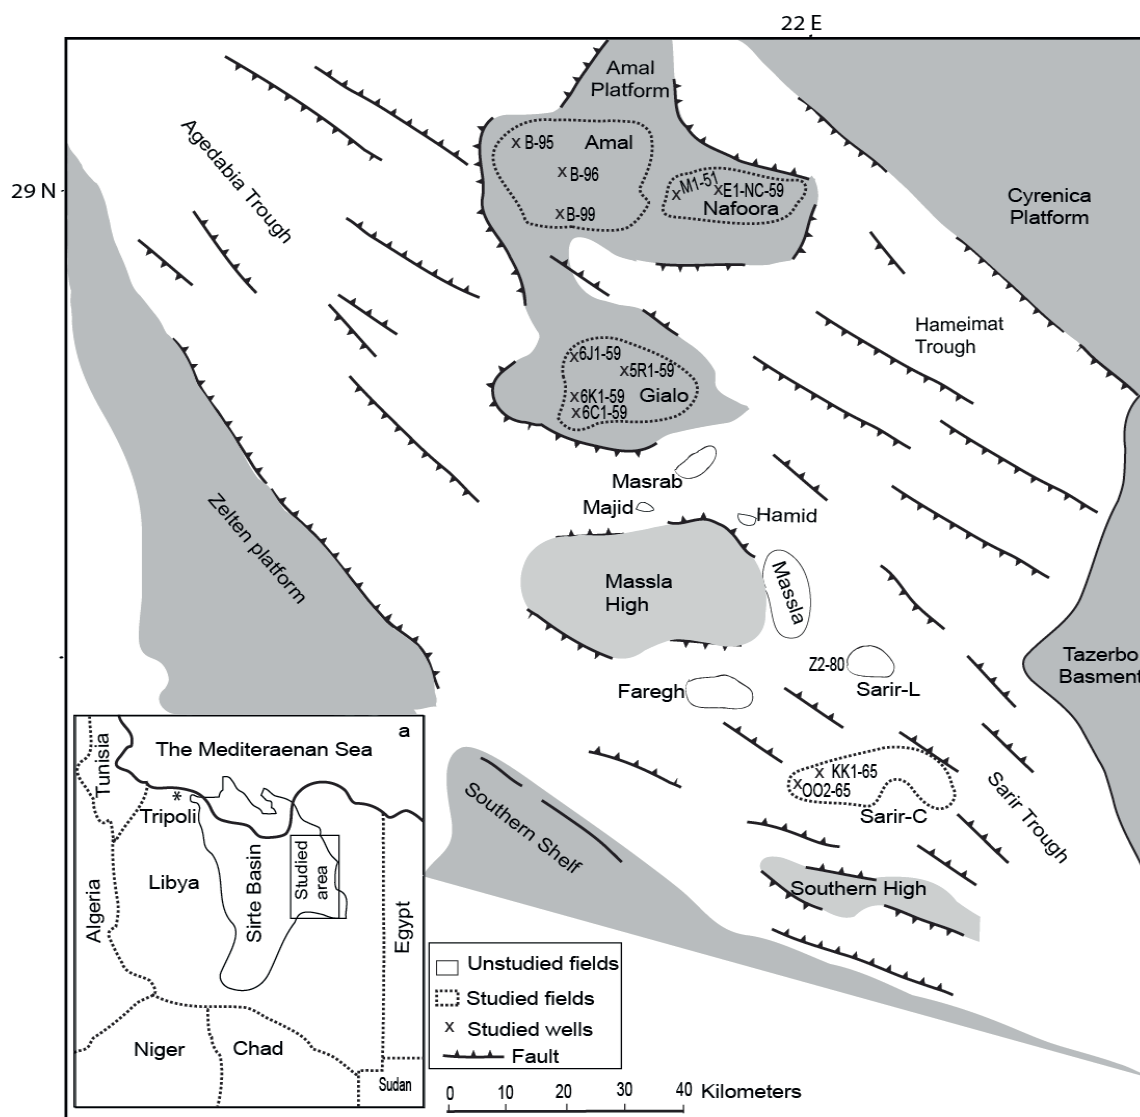 22 E
Amal
Platform
Agedabia Trough
B-95
Amal
B-96
M1-51
E1-NC-59
29 N
Nafoora
Cyrenica
Platform
B-99
Hameimat
Trough
6J1-59
5R1-59
6K1-59
Gialo
6C1-59
Masrab
Majid
Hamid
Zelten platform
Massla
High
Massla
Tazerbo
Basment
Z2-80
Sarir-L
Faregh
KK1-65
OO2-65
Sarir-C
Sarir Trough
Southern Shelf
Southern High
a
The Mediteraenan Sea
Tunisia
*
Tripoli
Libya
Sirte Basin
Studied
area
Algeria
Egypt
Niger
Chad
Sudan
Unstudied fields
Studied fields
x Studied wells
Fault
0 10 20 30 40 Kilometers